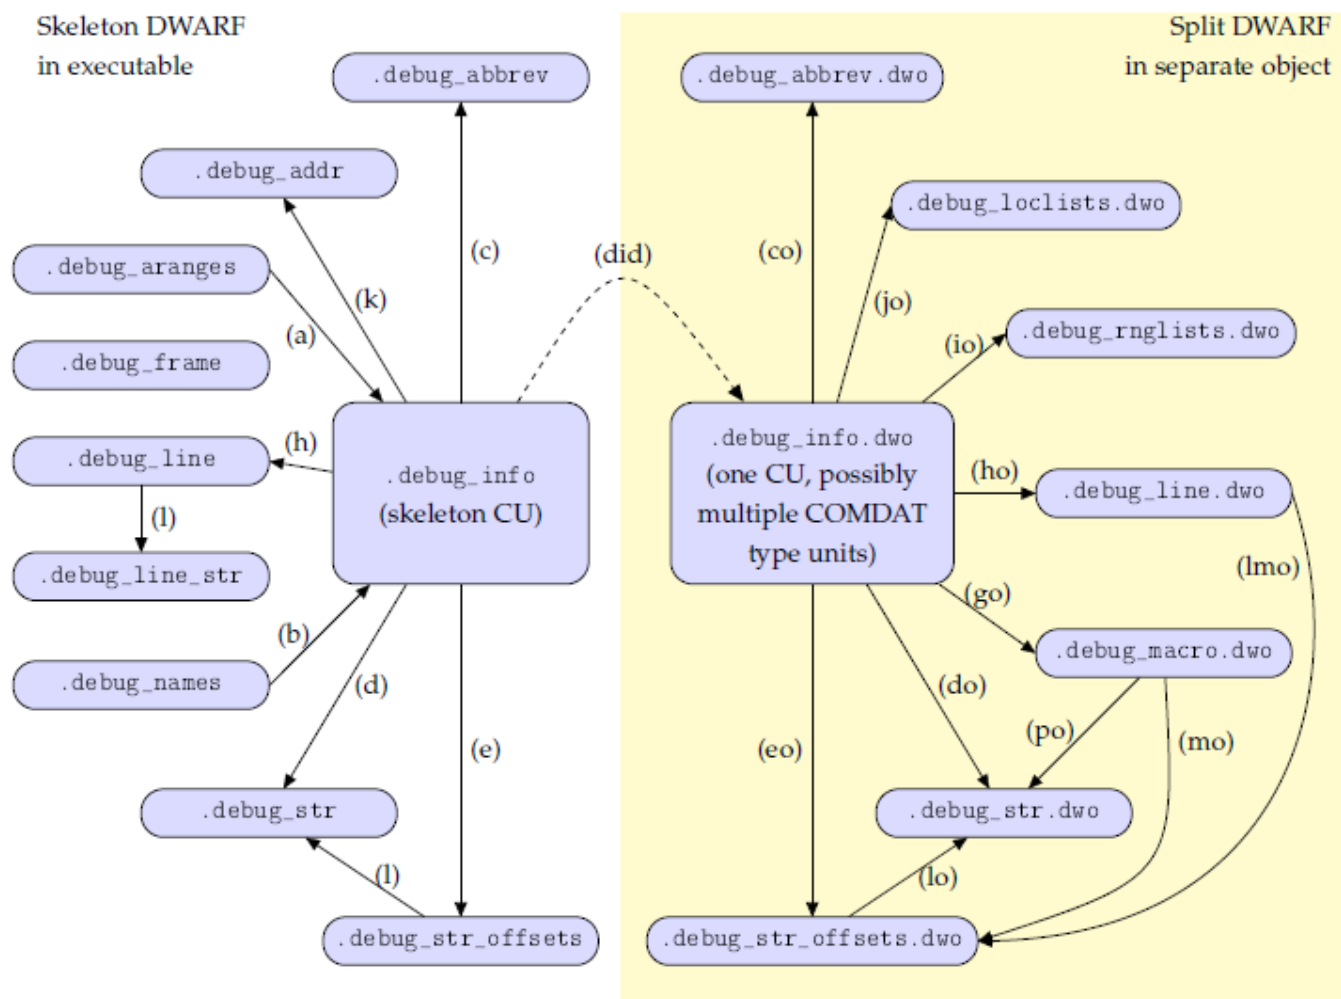 Skeleton DWARF
in executable
Split DWARF
in separate object
.debug_abbrev
.debug_abbrev.dwo
.debug_addr
.debug_loclists.dwo
(c)
(did)
(co)
.debug_aranges
(k)
(jo)
(a)
.debug_rnglists.dwo
(io)
.debug_frame
.debug_line
(h)
.debug_info
(skeleton CU)
.debug_info.dwo
(one CU, possibly
multiple COMDAT
type units)
(ho)
.debug_line.dwo
(l)
(lmo)
.debug_line_str
(go)
(b)
.debug_macro.dwo
.debug_names
(d)
(do)
(po)
(mo)
(e)
(eo)
.debug_str
.debug_str.dwo
(l)
(lo)
.debug_str_offsets
.debug_str_offsets.dwo